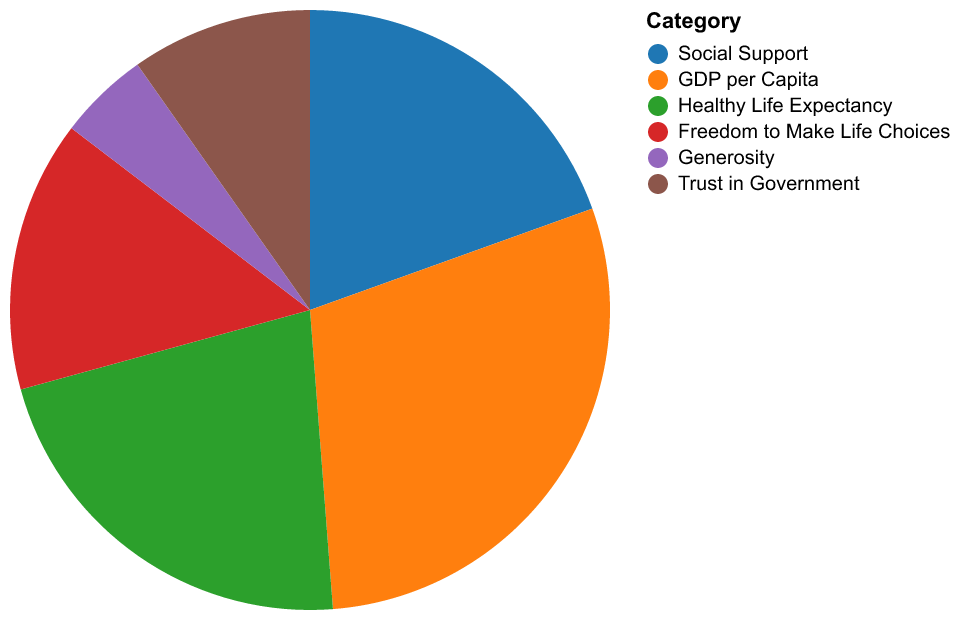 Category
Social Support
GDP per Capita
Healthy Life Expectancy
Freedom to Make Life Choices
Generosity
Trust in Government